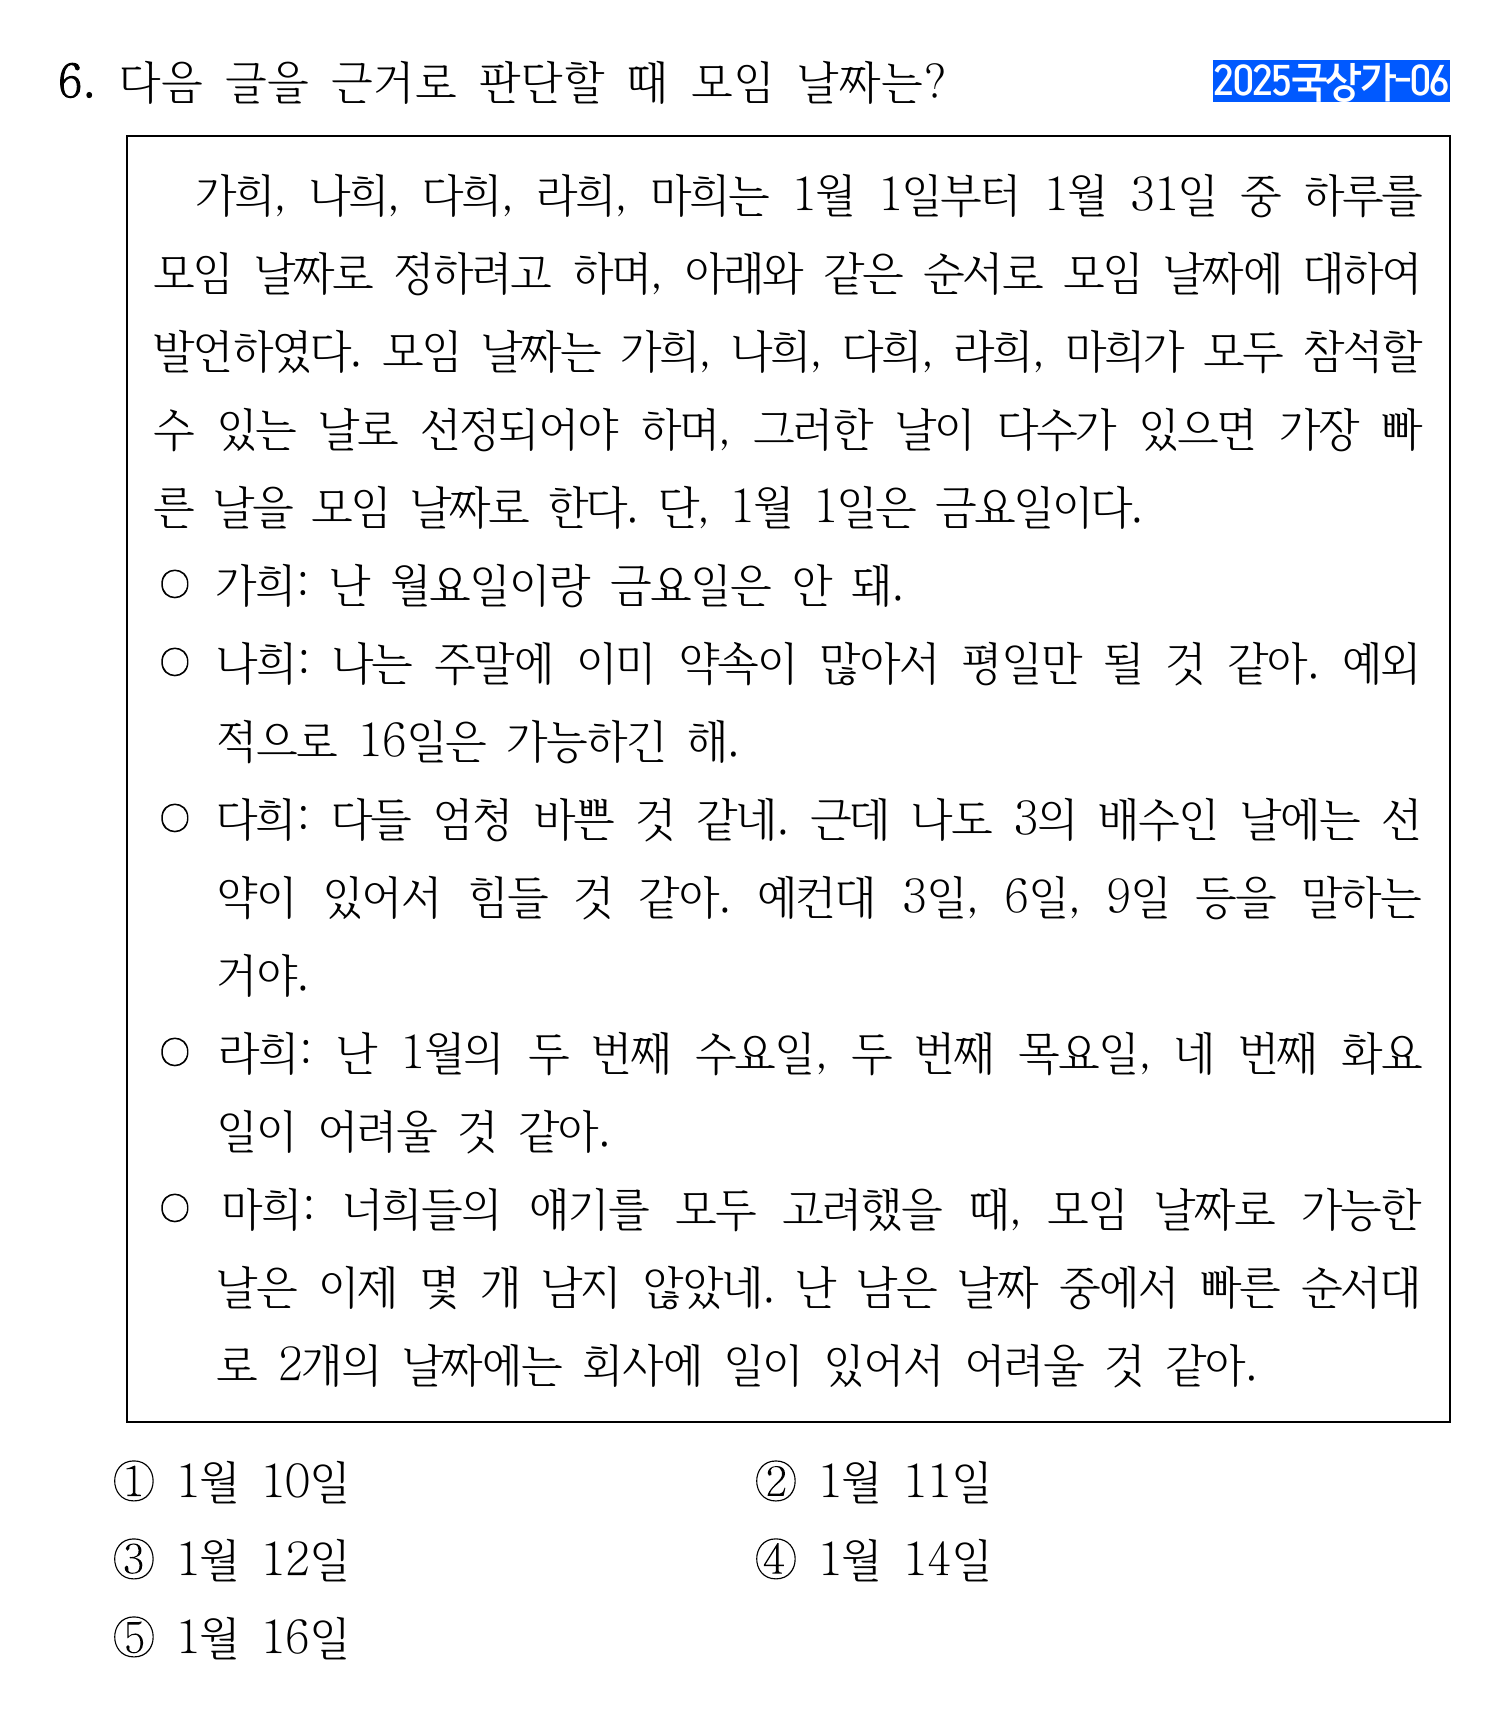 6. 다음 글을 근거로 판단할 때 모임 날짜는?
2025국상가-06
가희, 나희, 다희, 라희, 마희는 1월 1일부터 1월 31일 중 하루를
모임 날짜로 정하려고 하며, 아래와 같은 순서로 모임 날짜에 대하여
발언하였다. 모임 날짜는 가희, 나희, 다희, 라희, 마희가 모두 참석할
수 있는 날로 선정되어야 하며, 그러한 날이 다수가 있으면 가장 빠
른 날을 모임 날짜로 한다. 단, 1월 1일은 금요일이다.
○ 가희: 난 월요일이랑 금요일은 안 돼.
○ 나희: 나는 주말에 이미 약속이 많아서 평일만 될 것 같아. 예외
적으로 16일은 가능하긴 해.
○ 다희: 다들 엄청 바쁜 것 같네. 근데 나도 3의 배수인 날에는 선
약이 있어서 힘들 것 같아. 예컨대 3일, 6일, 9일 등을 말하는
거야.
○ 라희: 난 1월의 두 번째 수요일, 두 번째 목요일, 네 번째 화요
일이 어려울 것 같아.
○ 마희: 너희들의 얘기를 모두 고려했을 때, 모임 날짜로 가능한
날은 이제 몇 개 남지 않았네. 난 남은 날짜 중에서 빠른 순서대
로 2개의 날짜에는 회사에 일이 있어서 어려울 것 같아.
① 1월 10일
② 1월 11일
③ 1월 12일
④ 1월 14일
⑤ 1월 16일